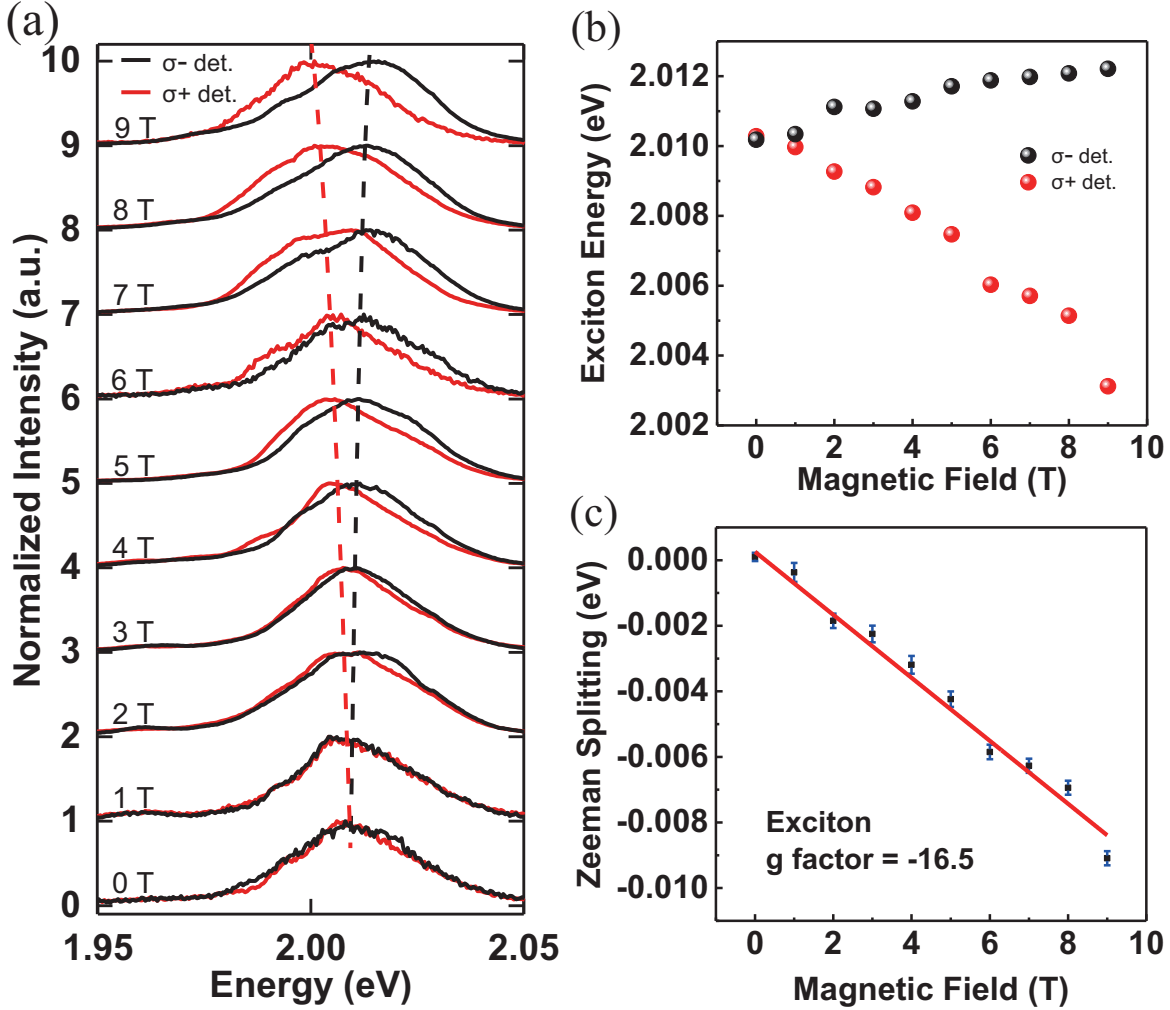 (a)
σ- det.
σ+ det.
10
9
8
7
6
5
4
3
2
1
0
9 T
8 T
7 T
6 T
5 T
4 T
3 T
2 T
1 T
0 T
Normalized Intensity (a.u.)
1.95
2.00
2.05
Energy (eV)
(b)
2.012
2.010
2.008
2.006
2.004
2.002
Exciton Energy (eV)
σ- det.
σ+ det.
0
2
4
6
8
10
Magnetic Field (T)
(c)
0.000
-0.002
-0.004
-0.006
-0.008
-0.010
Zeeman Splitting (eV)
Exciton
g factor = -16.5
0
2
4
6
8
10
Magnetic Field (T)